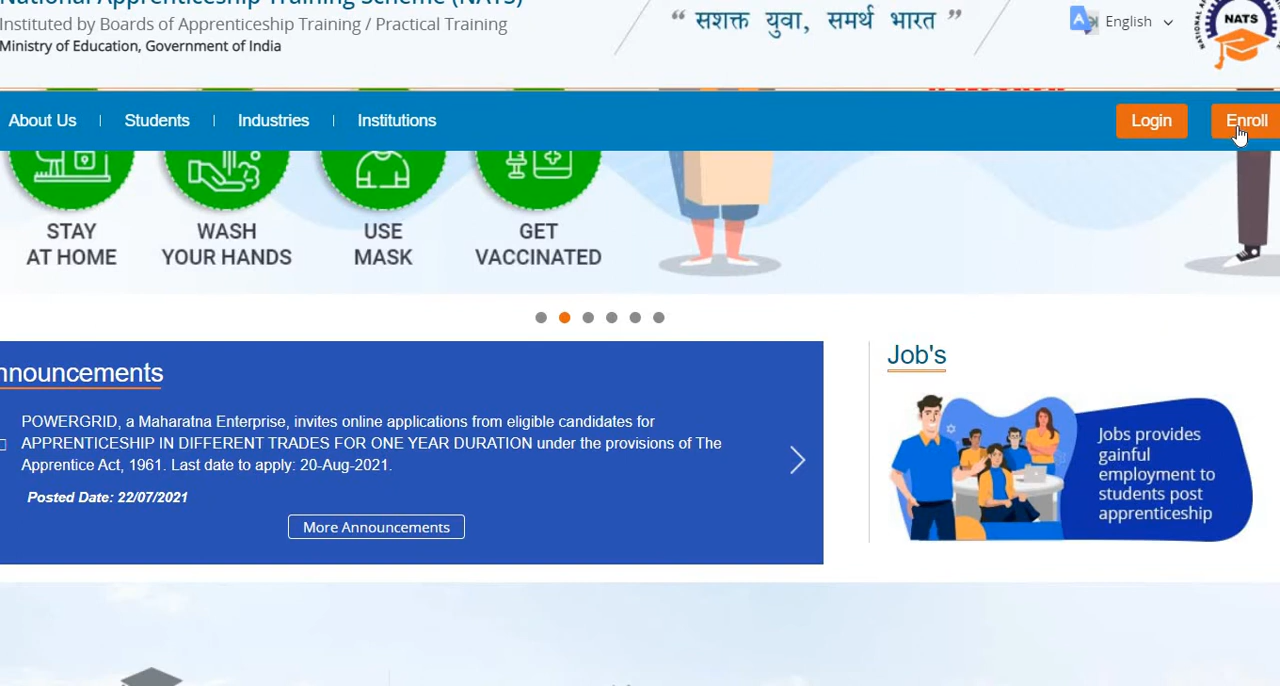 National Apprenticeship Training Scheme (NATS)
Instituted by Boards of Apprenticeship Training / Practical Training
Ministry of Education, Government of India
“ सशक्त युवा, समर्थ भारत ”
English
NATS
About Us
Students
Industries
Institutions
Login
Enroll
STAY
AT HOME
WASH
YOUR HANDS
USE
MASK
GET
VACCINATED
nnouncements
POWERGRID, a Maharatna Enterprise, invites online applications from eligible candidates for
APPRENTICESHIP IN DIFFERENT TRADES FOR ONE YEAR DURATION under the provisions of The
Apprentice Act, 1961. Last date to apply: 20-Aug-2021.
Posted Date: 22/07/2021
More Announcements
Job's
Jobs provides
gainful
employment to
students post
apprenticeship